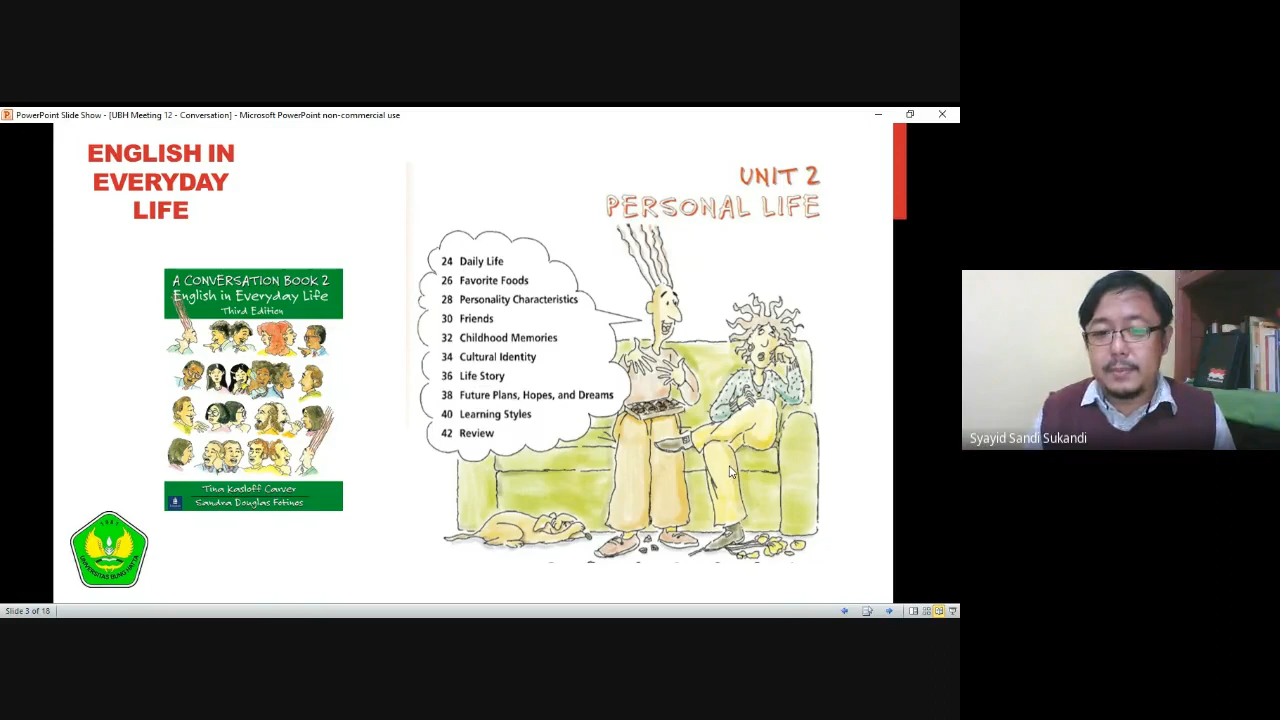 PowerPoint Slide Show - [UBH Meeting 12 - Conversation] - Microsoft PowerPoint non-commercial use
ENGLISH IN
EVERYDAY
LIFE
A CONVERSATION BOOK 2
English in Everyday Life
Third Edition
Tina Kasloff Carver
Sandra Douglas Fotinos
UNIVERSITAS BUNG HATTA
UNIT 2
PERSONAL LIFE
24 Daily Life
26 Favorite Foods
28 Personality Characteristics
30 Friends
32 Childhood Memories
34 Cultural Identity
36 Life Story
38 Future Plans, Hopes, and Dreams
40 Learning Styles
42 Review
Syayid Sandi Sukandi
Slide 3 of 18